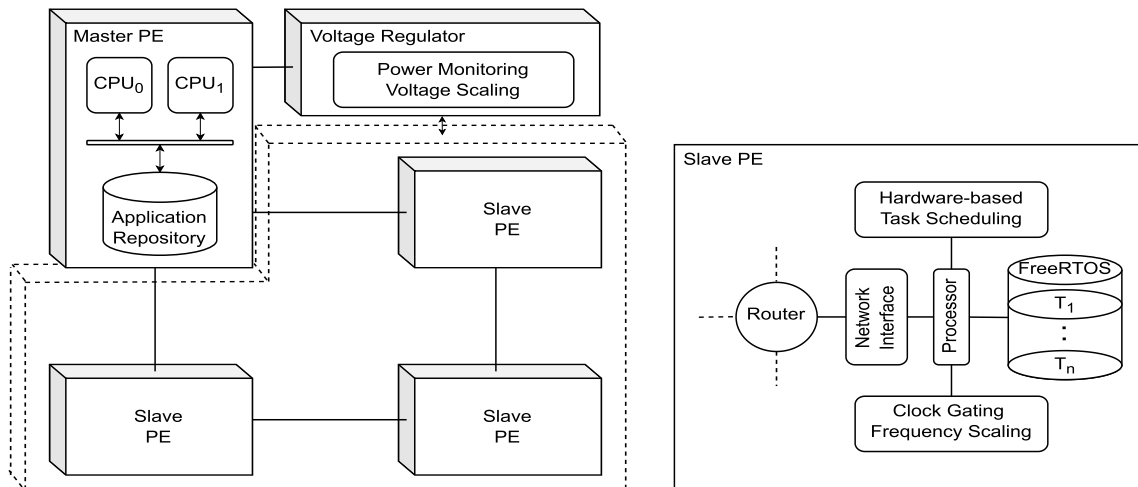 Master PE
CPU0
CPU1
Application
Repository
Voltage Regulator
Power Monitoring
Voltage Scaling
Slave
PE
Slave
PE
Slave
PE
Slave PE
Hardware-based
Task Scheduling
Router
Network
Interface
Processor
FreeRTOS
T1
:
Tn
Clock Gating
Frequency Scaling